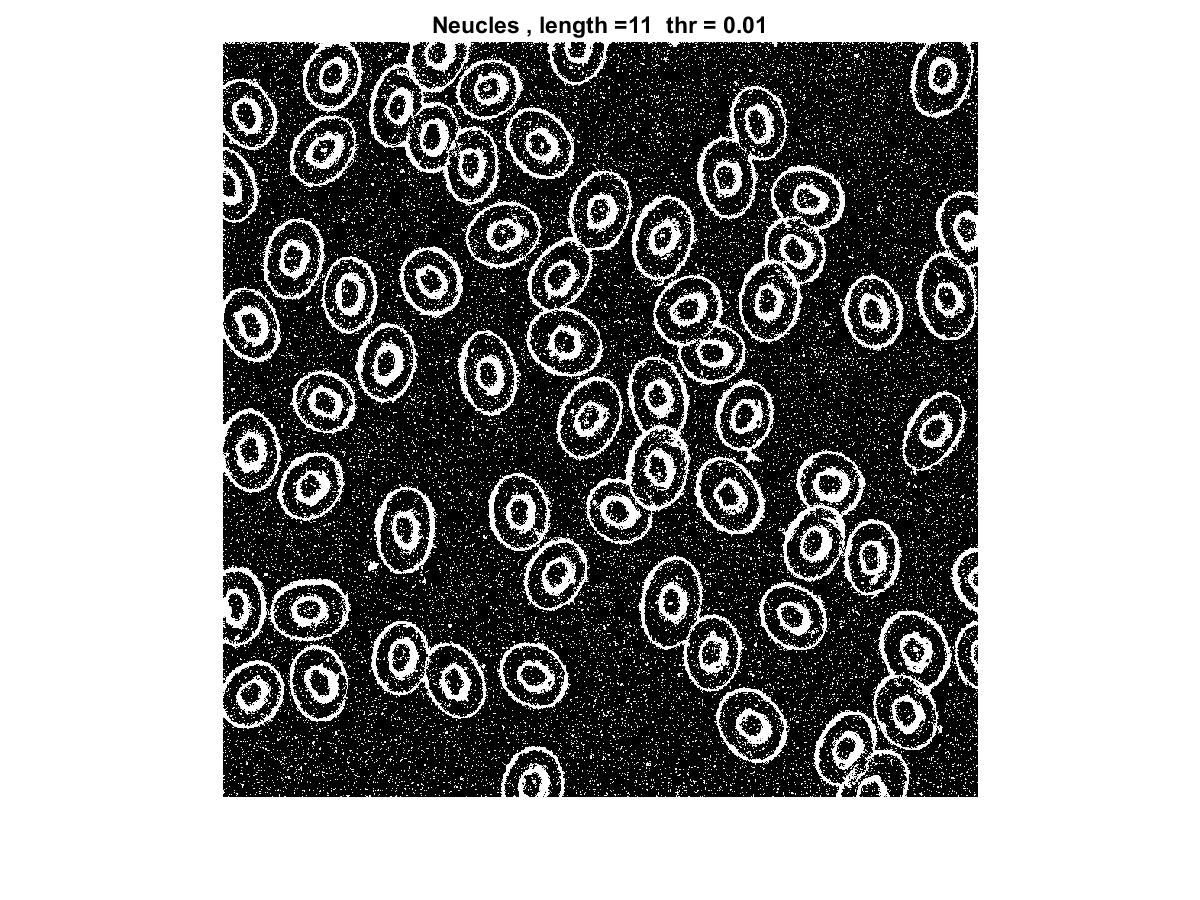 Neucles , length =11  thr = 0.01